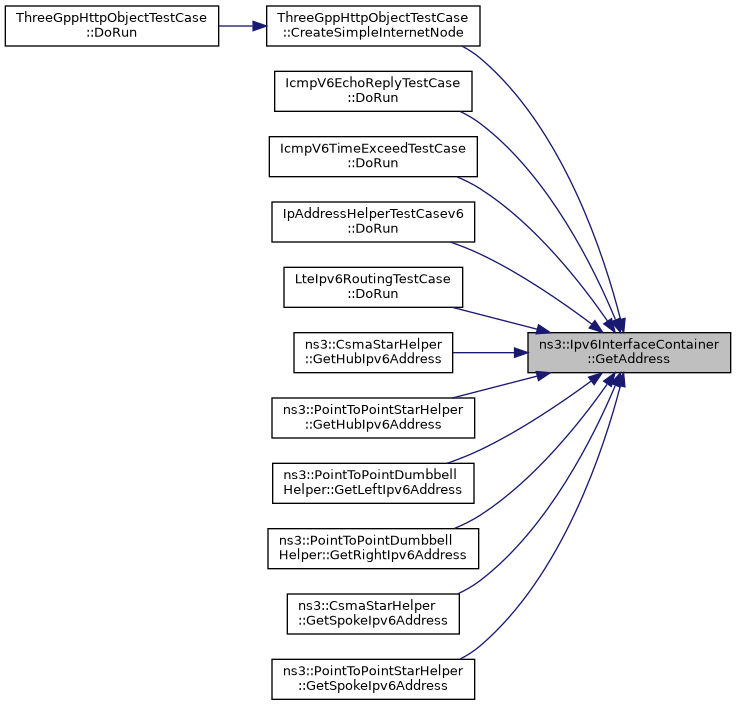 ThreeGppHttpObjectTestCase
::DoRun
ThreeGppHttpObjectTestCase
::CreateSimpleInternetNode
IcmpV6EchoReplyTestCase
::DoRun
IcmpV6TimeExceedTestCase
::DoRun
IpAddressHelperTestCasev6
::DoRun
LteIpv6RoutingTestCase
::DoRun
ns3::CsmaStarHelper
::GetHubIpv6Address
ns3::Ipv6InterfaceContainer
::GetAddress
ns3::PointToPointStarHelper
::GetHubIpv6Address
ns3::PointToPointDumbbell
Helper::GetLeftIpv6Address
ns3::PointToPointDumbbell
Helper::GetRightIpv6Address
ns3::CsmaStarHelper
::GetSpokeIpv6Address
ns3::PointToPointStarHelper
::GetSpokeIpv6Address